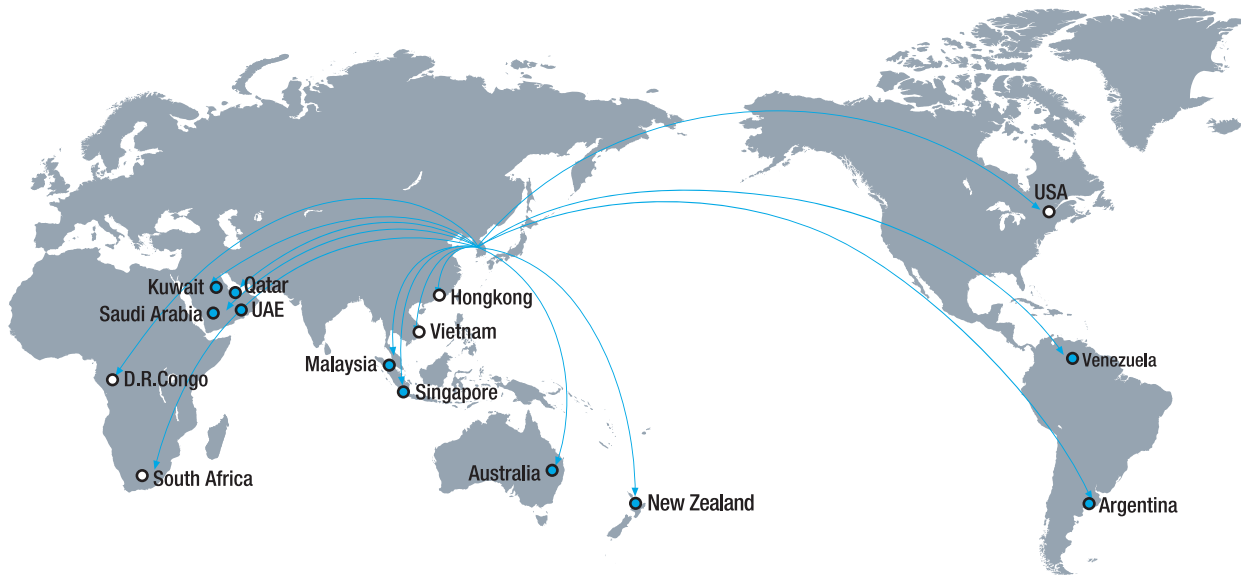 USA
Kuwait
Qatar
Saudi Arabia
UAE
Hongkong
Vietnam
Malaysia
Venezuela
D.R.Congo
Singapore
Australia
South Africa
New Zealand
Argentina